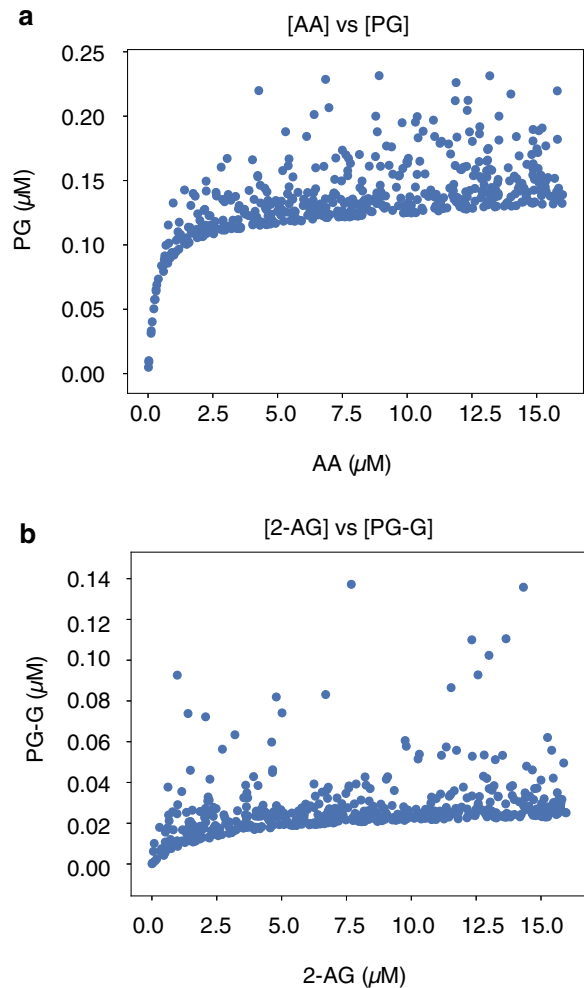 a
[AA] vs [PG]
0.25
0.20
0.15
0.10
0.05
0.00
PG (µM)
0.0 2.5 5.0 7.5 10.0 12.5 15.0
AA (µM)
b
[2-AG] vs [PG-G]
0.14
0.12
0.10
0.08
0.06
0.04
0.02
0.00
PG-G (µM)
0.0 2.5 5.0 7.5 10.0 12.5 15.0
2-AG (µM)